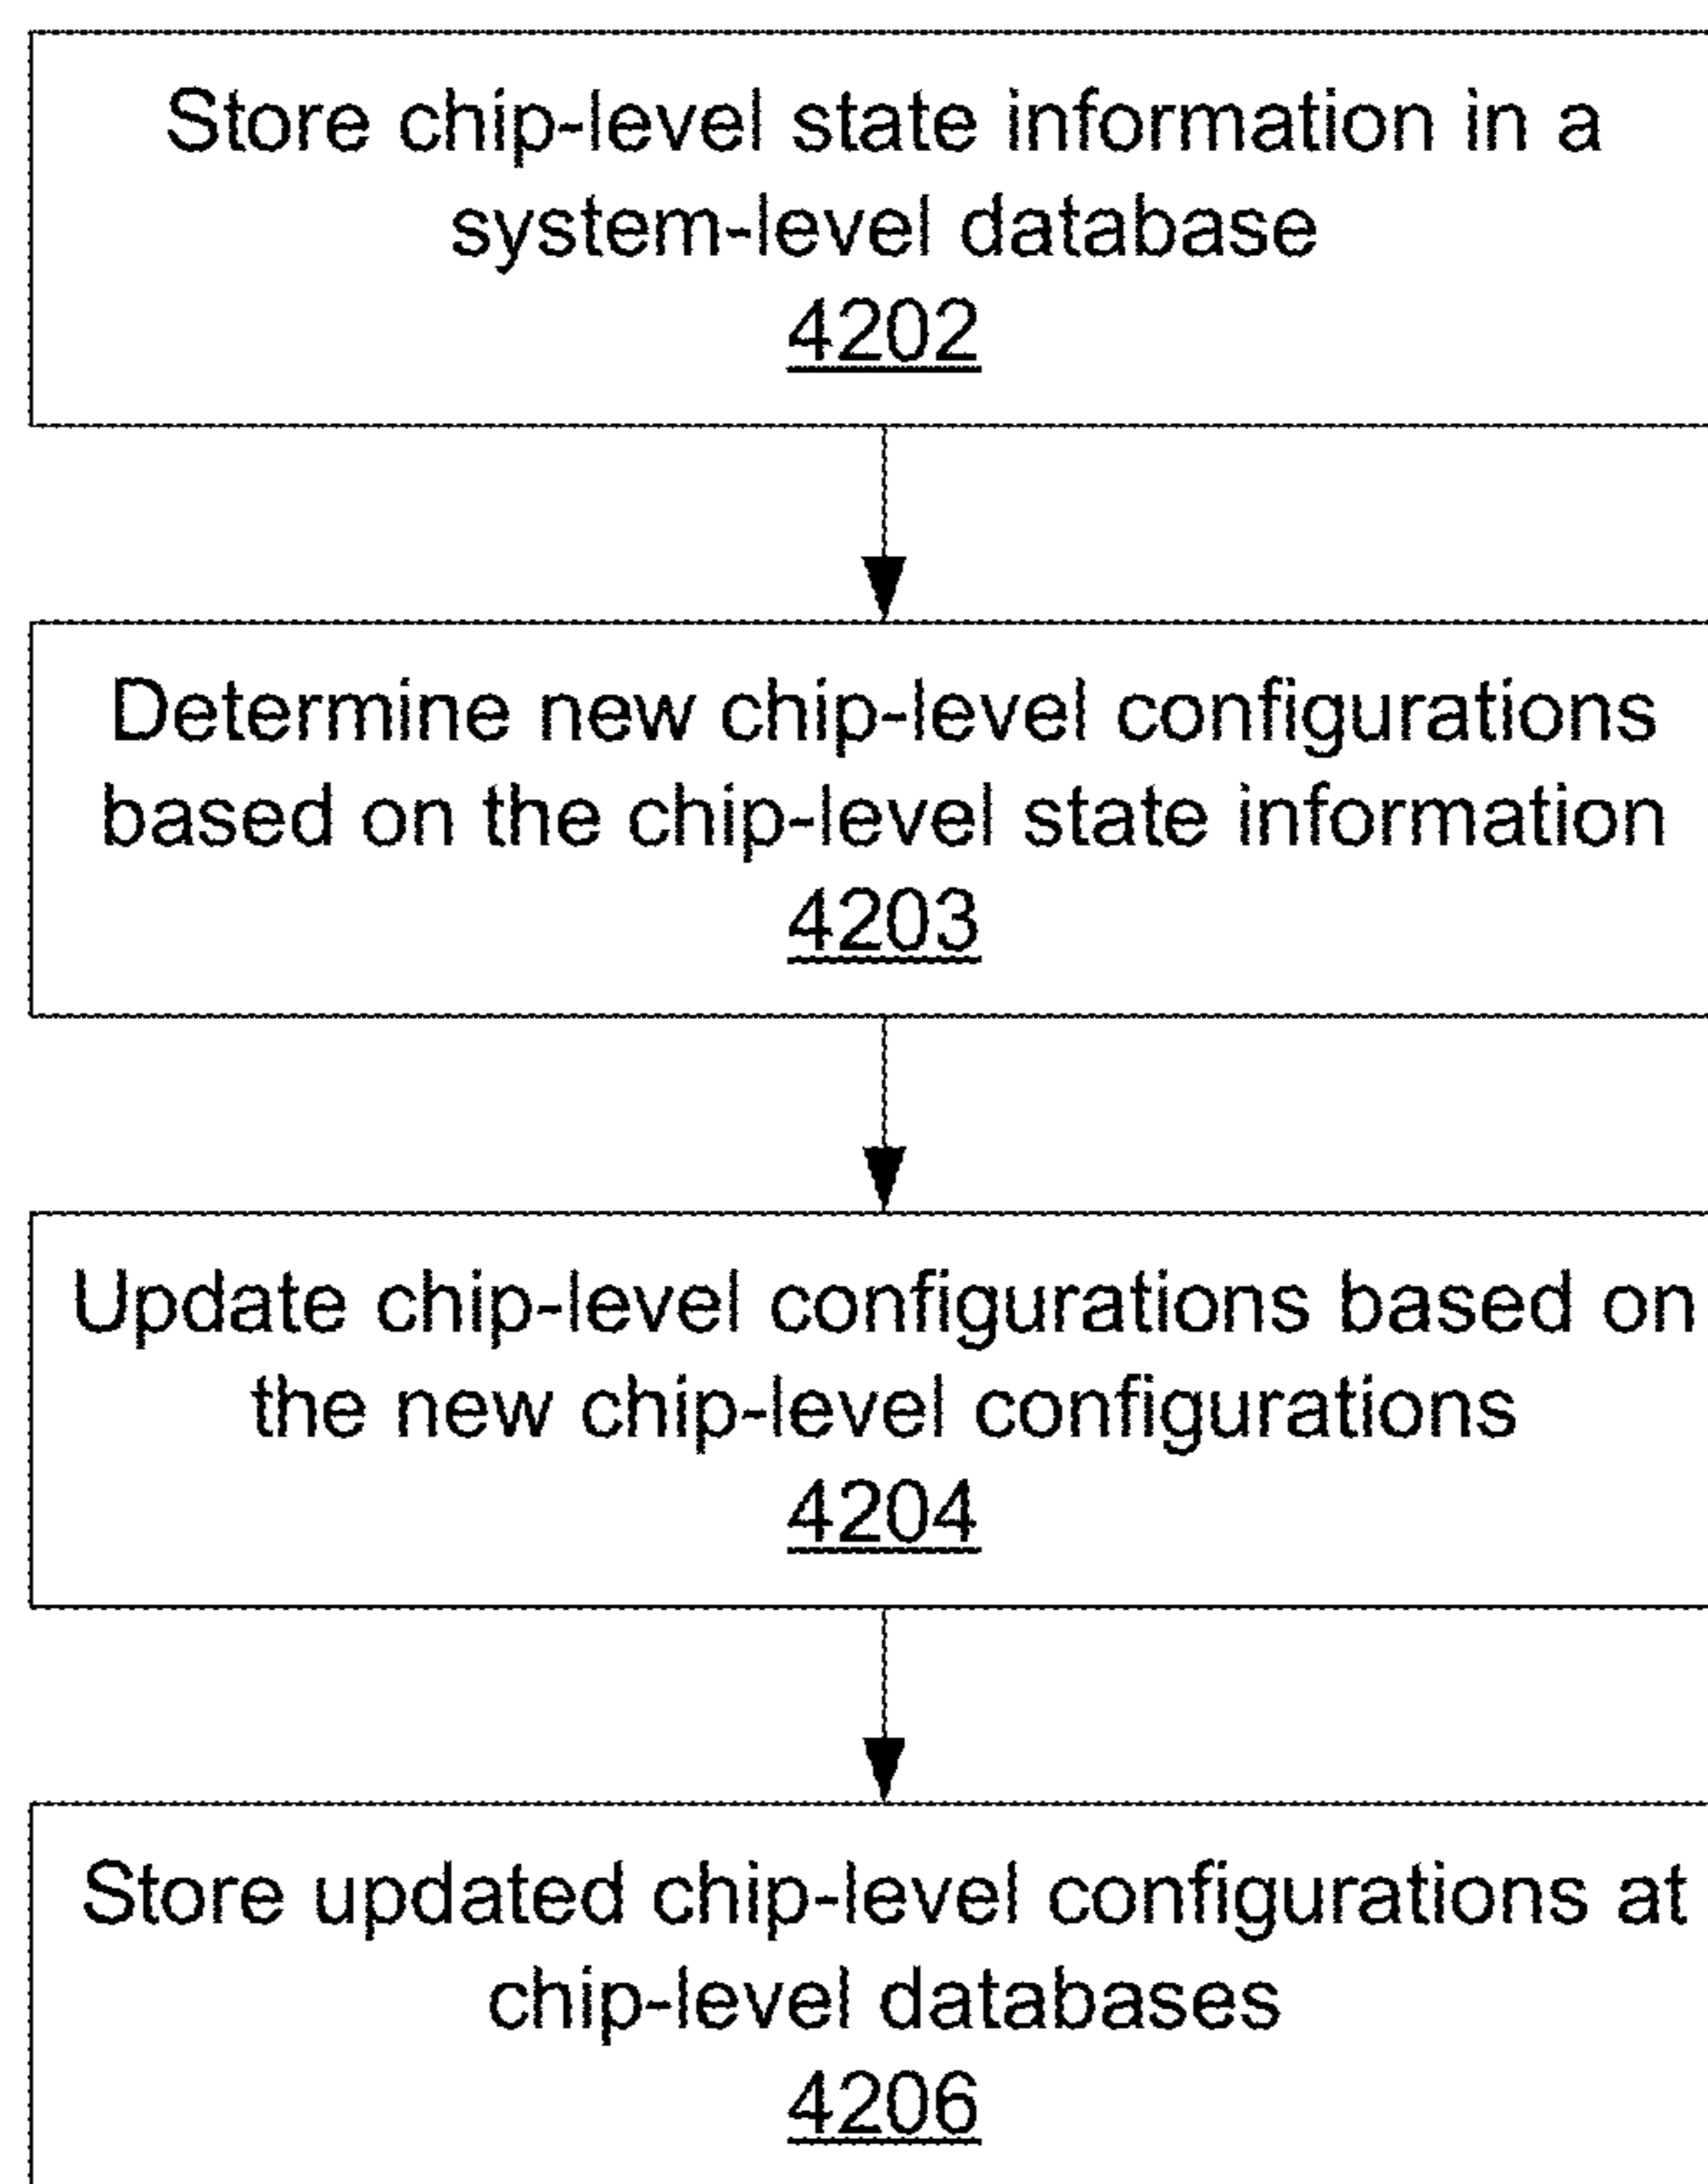 Store chip-level state information in a
system-level database
4202
Determine new chip-level configurations
based on the chip-level state information
4203
Update chip-level configurations based on
the new chip-level configurations
4204
Store updated chip-level configurations at
chip-level databases
4206